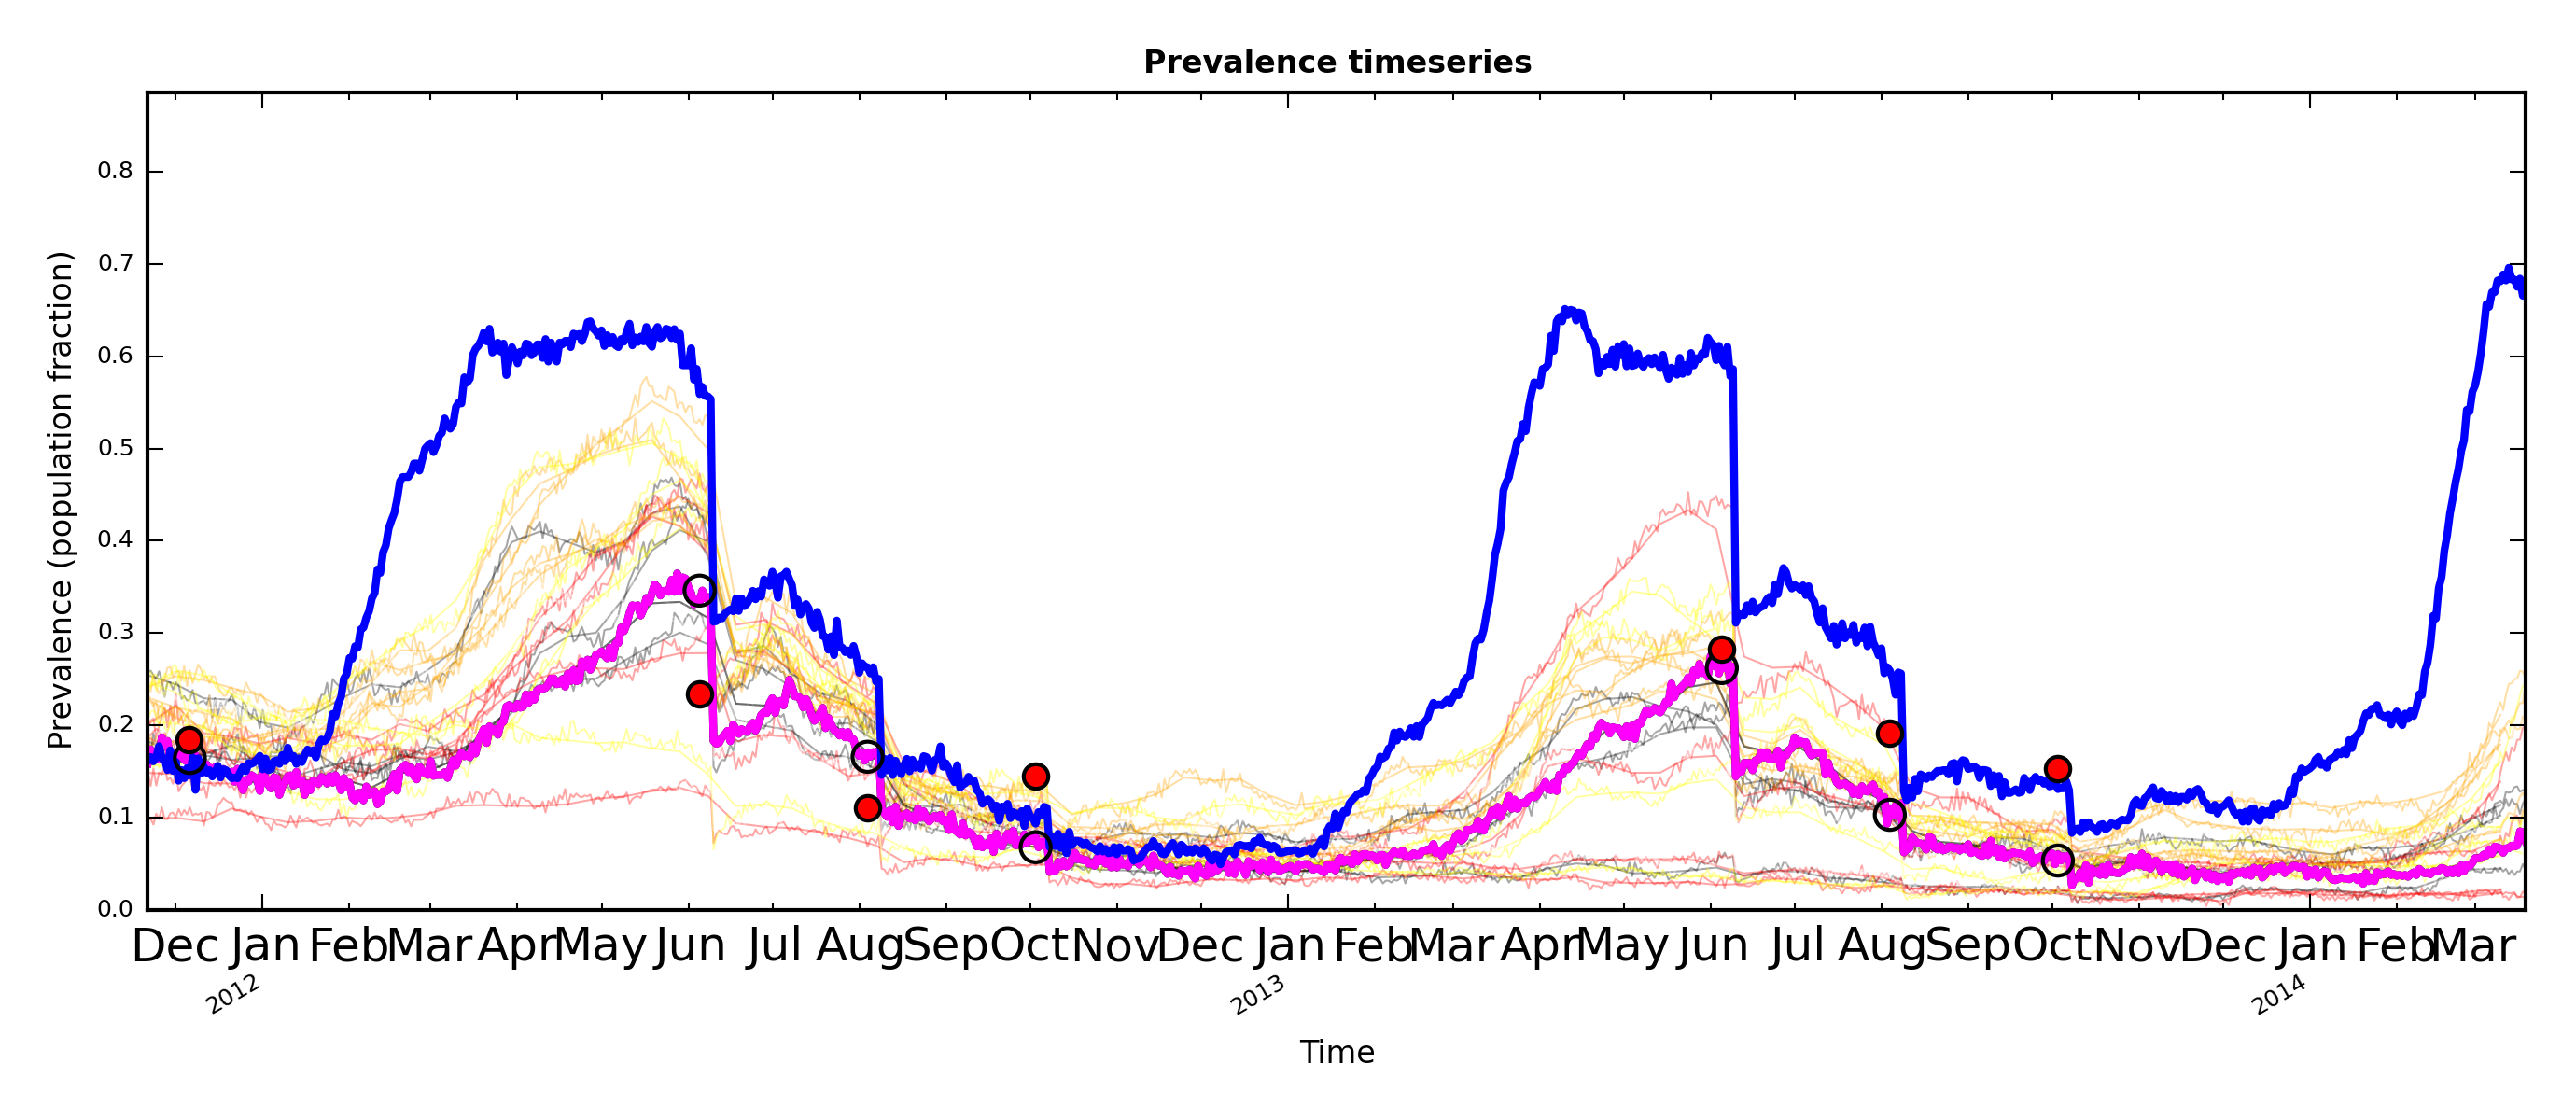 Prevalence timeseries
Prevalence (population fraction)
0.8
0.7
0.6
0.5
0.4
0.3
0.2
0.1
0.0
Dec Jan Feb Mar Apr May Jun Jul Aug Sep Oct Nov Dec Jan Feb Mar Apr May Jun Jul Aug Sep Oct Nov Dec Jan Feb Mar
2012 2013 2014
Time